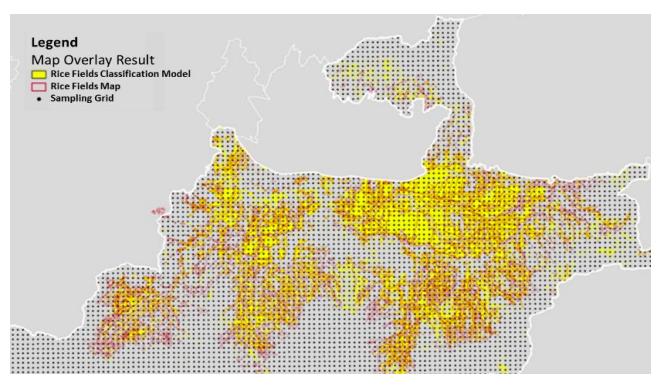 Legend
Map Overlay Result
Rice Fields Classification Model
Rice Fields Map
Sampling Grid